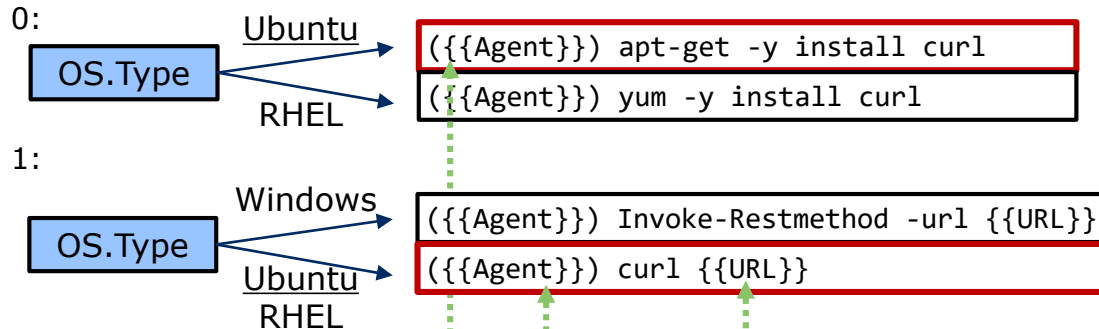 0:
Ubuntu
OS.Type
({{Agent}}) apt-get -y install curl
({{Agent}}) yum -y install curl
RHEL
1:
Windows
OS.Type
({{Agent}}) Invoke-Restmethod -url {{URL}}
({{Agent}}) curl {{URL}}
Ubuntu
RHEL